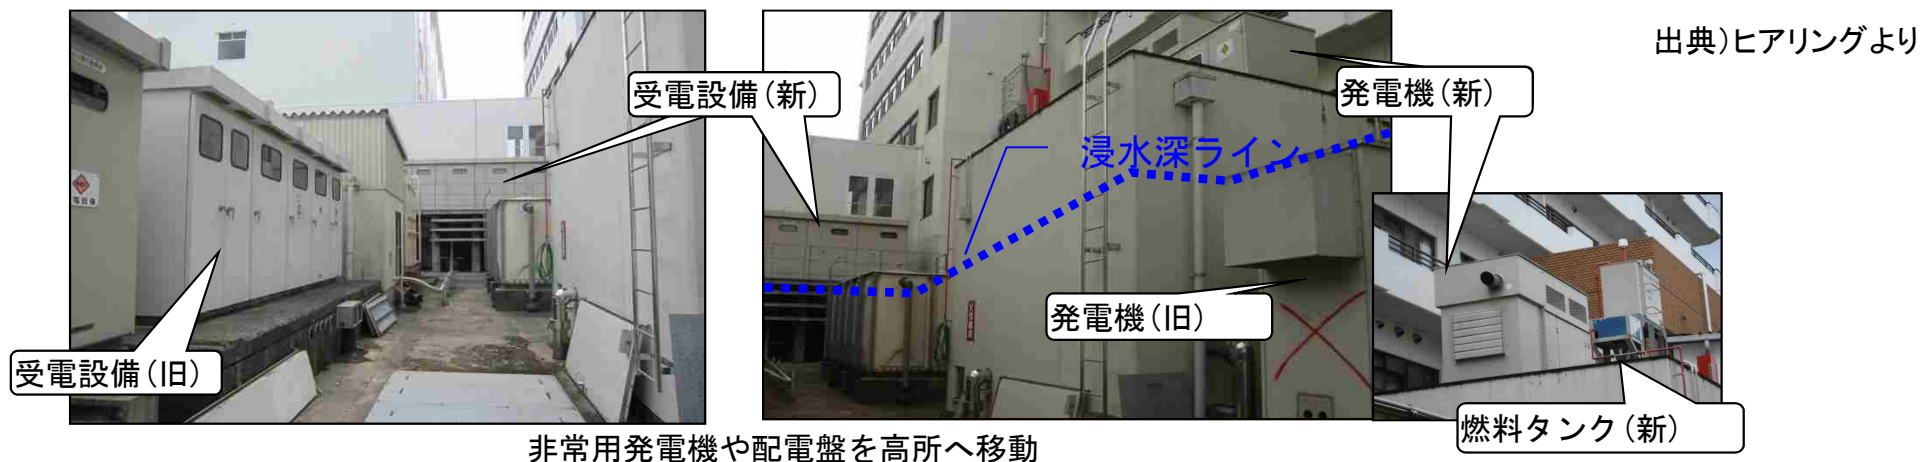 出典)ヒアリングより
受電設備(新)
発電機(新)
浸水深ライン
発電機(旧)
受電設備(旧)
燃料タンク(新)
非常用発電機や配電盤を高所へ移動